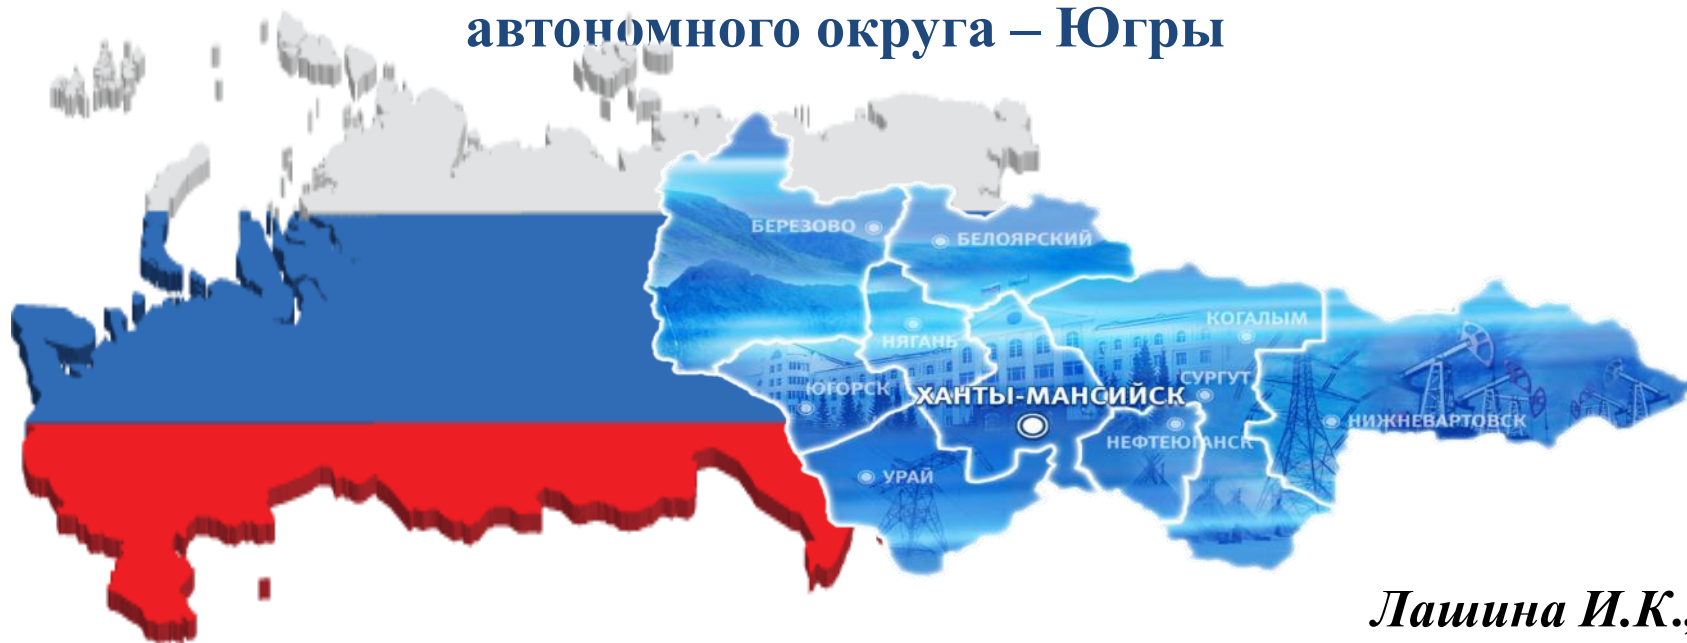 автономного округа – Югры
БЕРЕЗОВО
БЕЛОЯРСКИЙ
КОГАЛЫМ
НЯГАНЬ
СУРГУТ
ЮГОРСК
ХАНТЫ-МАНСИЙСК
НИЖНЕВАРТОВСК
НЕФТЕЮГАНСК
УРАЙ
Лашина И.К.,